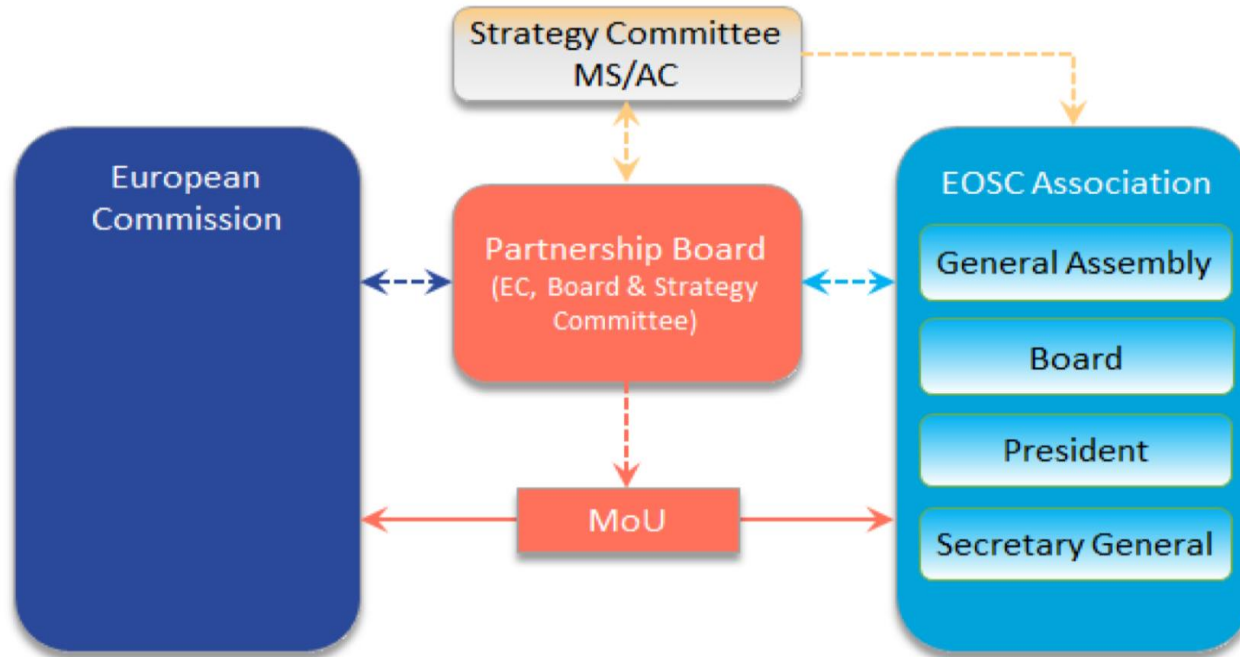 Strategy Committee
MS/AC
European
Commission
Partnership Board
(EC, Board & Strategy
Committee)
MoU
EOSC Association
General Assembly
Board
President
Secretary General